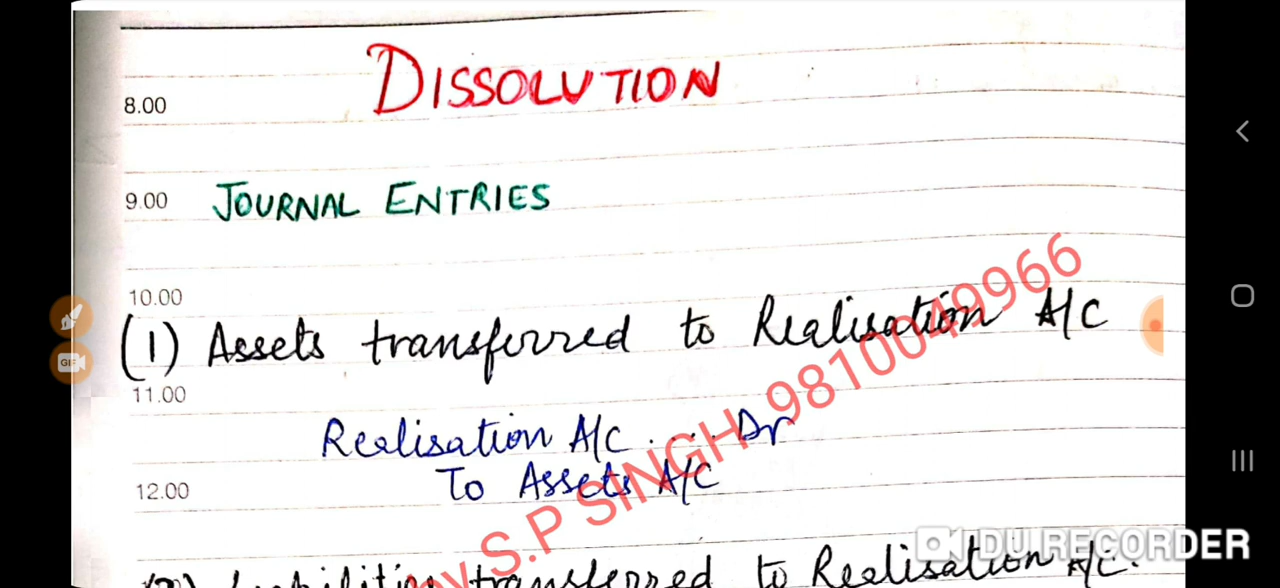 DISSOLUTION
8.00
9.00 JOURNAL ENTRIES
10.00
(1) Assets transferred to Realisation A/C
11.00
Realisation A/C .... Dr
12.00 To Assets A/C
transferred to Realisation A/C.
S.P SINGH 9810049966
GIF
DU RECORDER